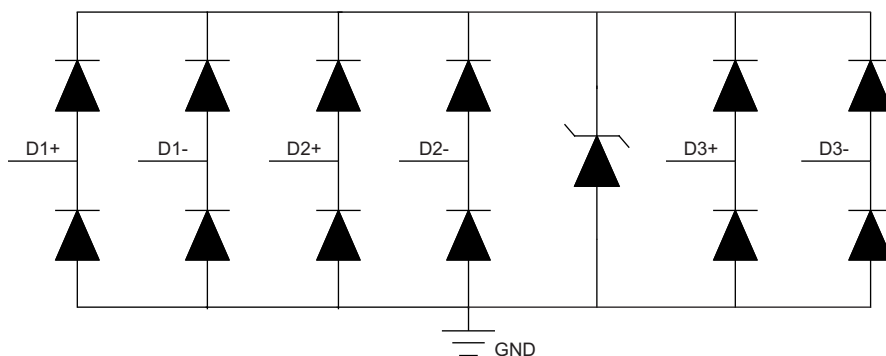 D1+
D1-
D2+
D2-
D3+
D3-
GND